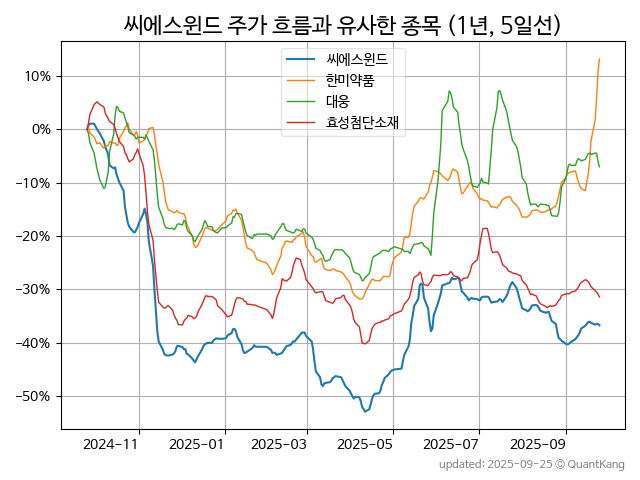 씨에스윈드 주가 흐름과 유사한 종목 (1년, 5일선)
씨에스윈드
한미약품
대웅
효성첨단소재
10%
0%
−10%
−20%
−30%
−40%
−50%
2024-11
2025-01
2025-03
2025-05
2025-07
2025-09
updated: 2025-09-25 © QuantKang